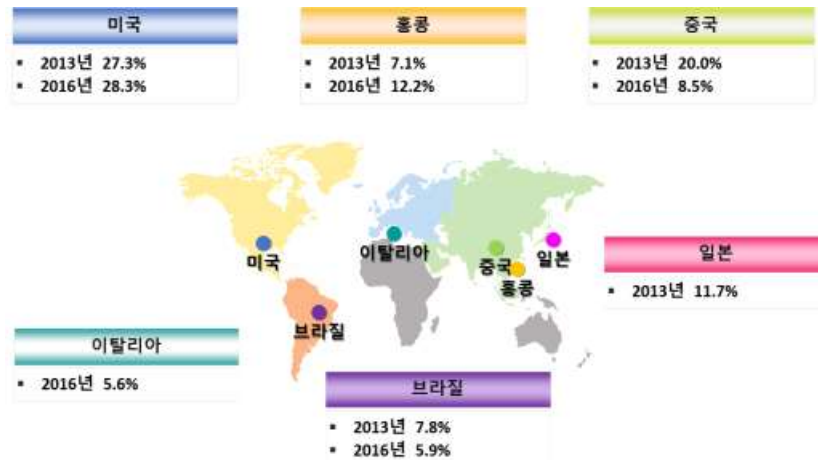 미국
▪ 2013년 27.3%
▪ 2016년 28.3%
홍콩
▪ 2013년 7.1%
▪ 2016년 12.2%
중국
▪ 2013년 20.0%
▪ 2016년 8.5%
미국
이탈리아
중국
홍콩
일본
브라질
일본
▪ 2013년 11.7%
이탈리아
▪ 2016년 5.6%
브라질
▪ 2013년 7.8%
▪ 2016년 5.9%